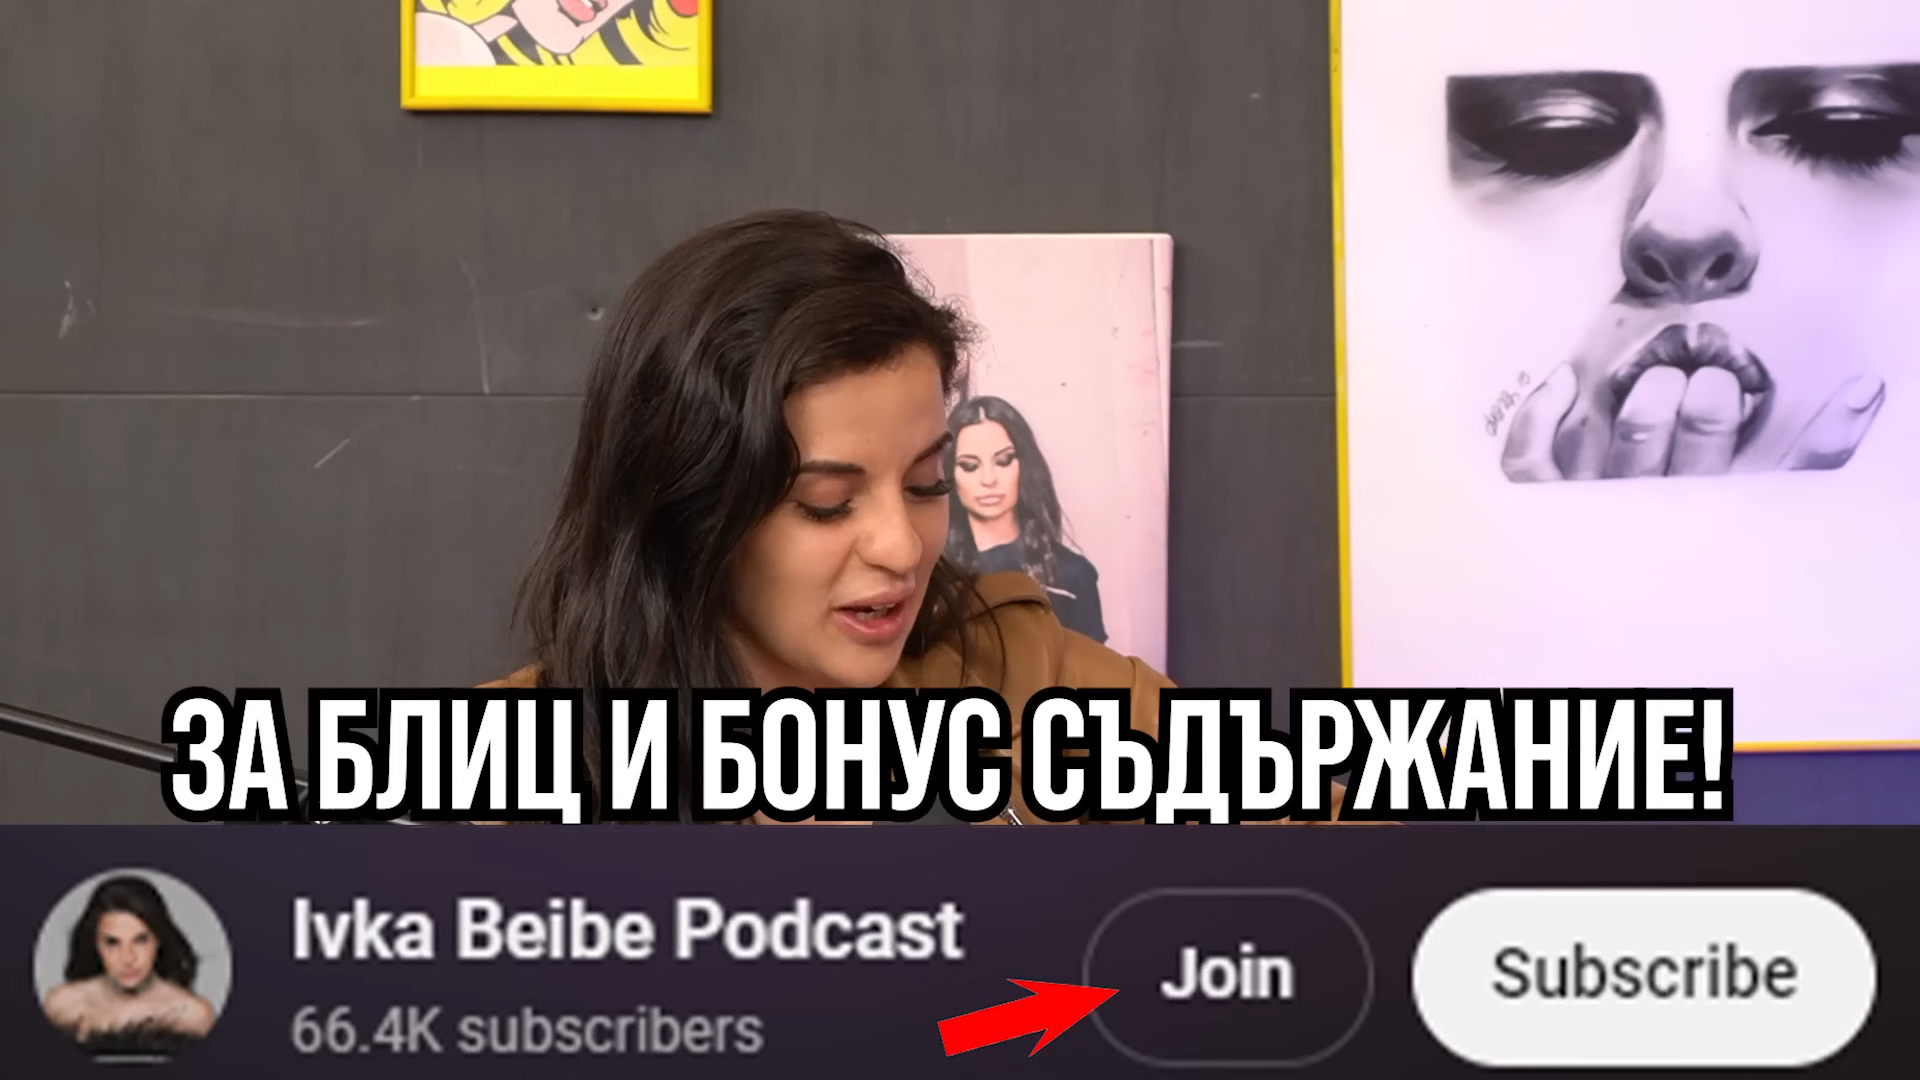 ЗА БЛИЦ И БОНУС СЪДЪРЖАНИЕ!
Ivka Beibe Podcast
66.4K subscribers
Join
Subscribe